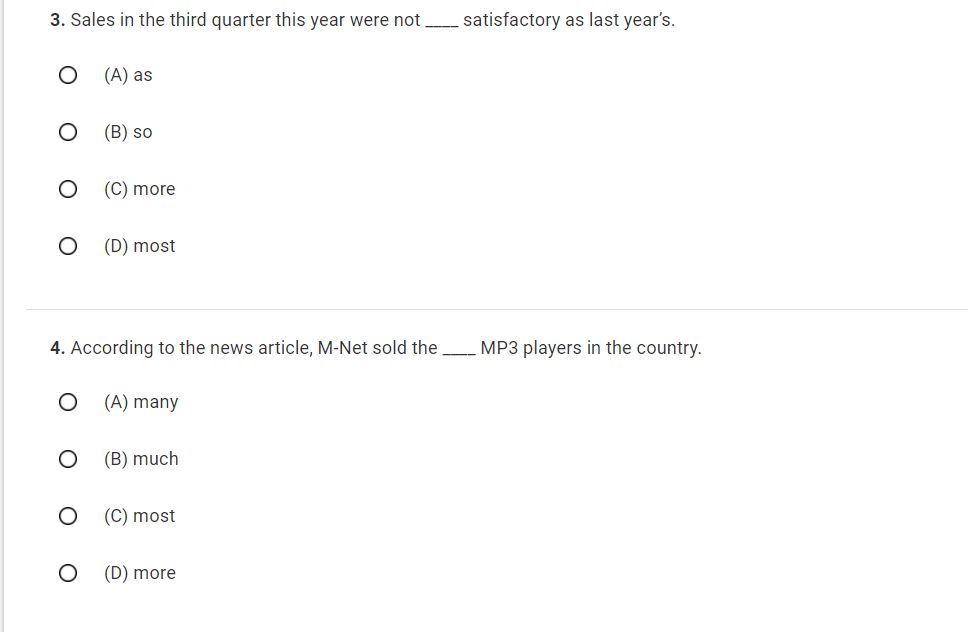 3. Sales in the third quarter this year were not ____ satisfactory as last year's.
(A) as
(B) so
(C) more
(D) most
4. According to the news article, M-Net sold the ____ MP3 players in the country.
(A) many
(B) much
(C) most
(D) more